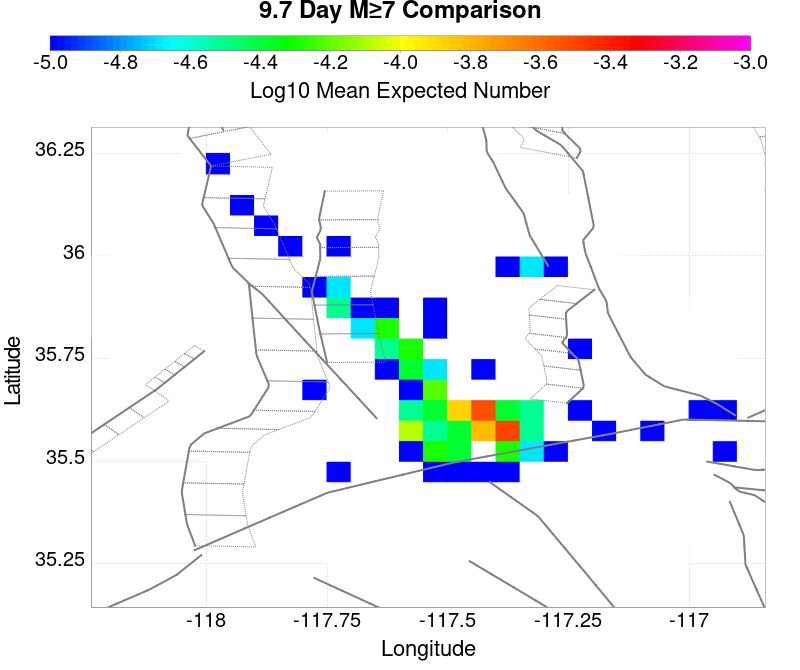 9.7 Day M≥7 Comparison
-5.0 -4.8 -4.6 -4.4 -4.2 -4.0 -3.8 -3.6 -3.4 -3.2 -3.0
Log10 Mean Expected Number
36.25
36
35.75
35.5
35.25
Latitude
-118 -117.75 -117.5 -117.25 -117
Longitude